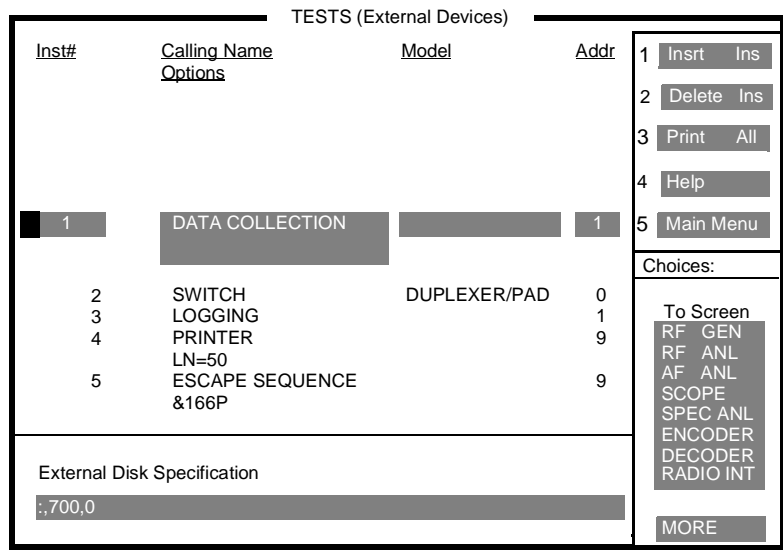 TESTS (External Devices)
Inst# Calling Name Model Addr
Options
1 DATA COLLECTION 1
2 SWITCH DUPLEXER/PAD 0
3 LOGGING 1
4 PRINTER 9
LN=50
5 ESCAPE SEQUENCE 9
&166P
External Disk Specification
:,700,0
1 Insrt Ins
2 Delete Ins
3 Print All
4 Help
5 Main Menu
Choices:
To Screen
RF GEN
RF ANL
AF ANL
SCOPE
SPEC ANL
ENCODER
DECODER
RADIO INT
MORE